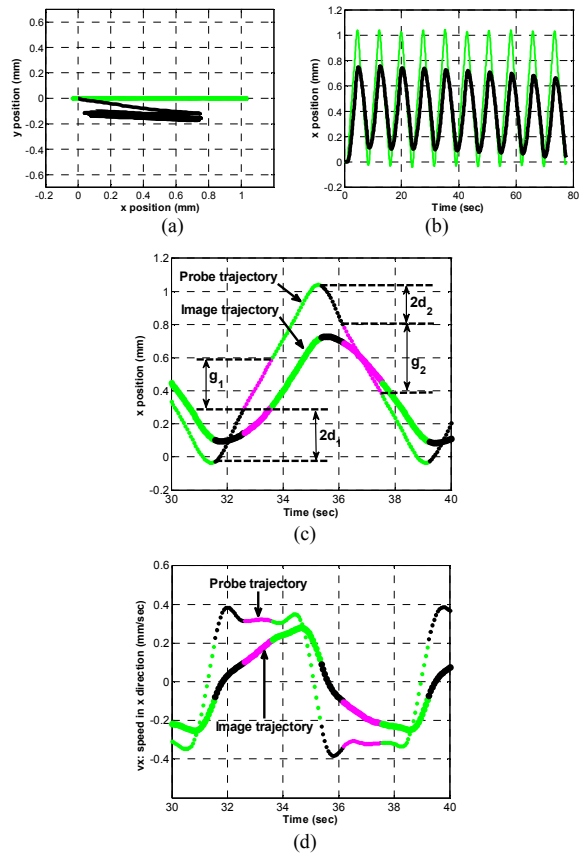 0.6
0.4
0.2
0
-0.2
-0.4
-0.6
y position (mm)
-0.2 0 0.2 0.4 0.6 0.8 1
x position (mm)
(a)
1.2
1
0.8
0.6
0.4
0.2
0
-0.2
x position (mm)
0 20 40 60 80
Time (sec)
(b)
1.2
1
0.8
0.6
0.4
0.2
0
-0.2
x position (mm)
Probe trajectory
Image trajectory
g1
2d1
2d2
g2
30 32 34 36 38 40
Time (sec)
(c)
0.6
0.4
0.2
0
-0.2
-0.4
vx: speed in x direction (mm/sec)
Probe trajectory
Image trajectory
30 32 34 36 38 40
Time (sec)
(d)